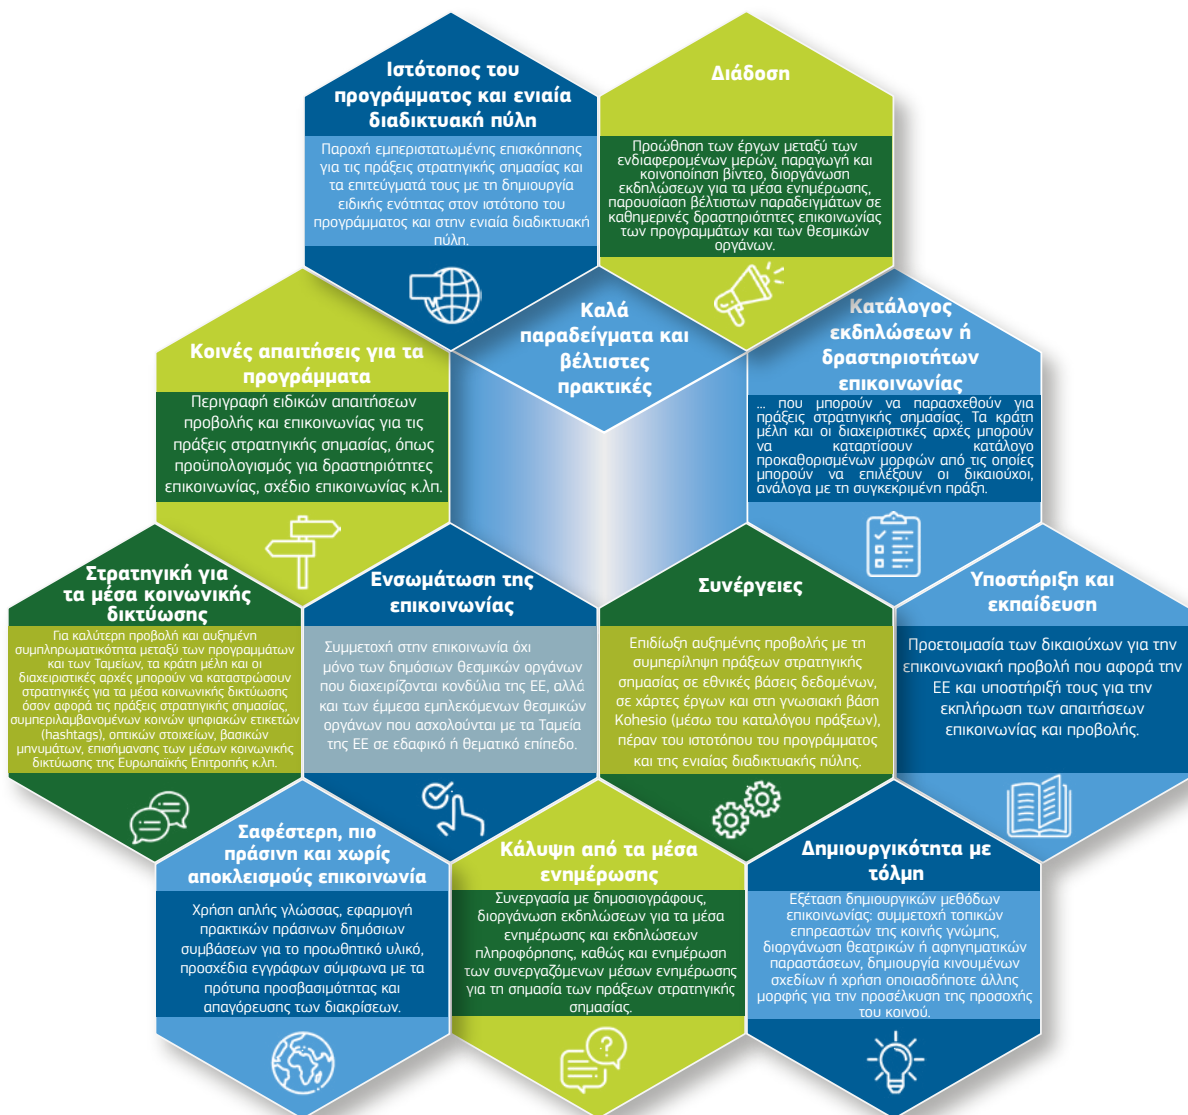 Ιστότοπος του
προγράμματος και ενιαία
διαδικτυακή πύλη
Παροχή εμπεριστατωμένης επισκόπησης
για τις πράξεις στρατηγικής σημασίας και
τα επιτεύγματά τους με τη δημιουργία
ειδικής ενότητας στον ιστότοπο του
προγράμματος και στην ενιαία διαδικτυακή
πύλη.
Διάδοση
Προώθηση των έργων μεταξύ των
ενδιαφερομένων μερών, παραγωγή και
κοινοποίηση βίντεο, διοργάνωση
εκδηλώσεων για τα μέσα ενημέρωσης,
παρουσίαση βέλτιστων παραδειγμάτων σε
καθημερινές δραστηριότητες επικοινωνίας
των προγραμμάτων και των θεσμικών
οργάνων.
Καλά
παραδείγματα και
βέλτιστες
πρακτικές
Κοινές απαιτήσεις για τα
προγράμματα
Περιγραφή ειδικών απαιτήσεων
προβολής και επικοινωνίας για τις
πράξεις στρατηγικής σημασίας, όπως
προϋπολογισμός για δραστηριότητες
επικοινωνίας, σχέδιο επικοινωνίας κ.λπ.
Κατάλογος
εκδηλώσεων ή
δραστηριοτήτων
επικοινωνίας
... που μπορούν να παρασχεθούν για
πράξεις στρατηγικής σημασίας. Τα κράτη
μέλη και οι διαχειριστικές αρχές μπορούν
να καταρτίσουν κατάλογο
προκαθορισμένων μορφών από τις οποίες
μπορούν να επιλέξουν οι δικαιούχοι,
ανάλογα με τη συγκεκριμένη πράξη.
Στρατηγική για
τα μέσα κοινωνικής
δικτύωσης
Για καλύτερη προβολή και αυξημένη
συμπληρωματικότητα μεταξύ των προγραμμάτων
και των Ταμείων, τα κράτη μέλη και οι
διαχειριστικές αρχές μπορούν να καταστρώσουν
στρατηγικές για τα μέσα κοινωνικής δικτύωσης
όσον αφορά τις πράξεις στρατηγικής σημασίας,
συμπεριλαμβανομένων κοινών ψηφιακών ετικετών
(hashtags), οπτικών στοιχείων, βασικών
μηνυμάτων, επισήμανσης των μέσων κοινωνικής
δικτύωσης της Ευρωπαϊκής Επιτροπής κ.λπ.
Ενσωμάτωση της
επικοινωνίας
Συμμετοχή στην επικοινωνία όχι
μόνο των δημόσιων θεσμικών οργάνων
που διαχειρίζονται κονδύλια της ΕΕ, αλλά
και των έμμεσα εμπλεκόμενων θεσμικών
οργάνων που ασχολούνται με τα Ταμεία
της ΕΕ σε εδαφικό ή θεματικό επίπεδο.
Συνέργειες
Επιδίωξη αυξημένης προβολής με τη
συμπερίληψη πράξεων στρατηγικής
σημασίας σε εθνικές βάσεις δεδομένων,
σε χάρτες έργων και στη γνωσιακή βάση
Kohesio (μέσω του καταλόγου πράξεων),
πέραν του ιστοτόπου του προγράμματος
και της ενιαίας διαδικτυακής πύλης.
Υποστήριξη και
εκπαίδευση
Προετοιμασία των δικαιούχων για την
επικοινωνιακή προβολή που αφορά την
ΕΕ και υποστήριξή τους για την
εκπλήρωση των απαιτήσεων
επικοινωνίας και προβολής.
Σαφέστερη, πιο
πράσινη και χωρίς
αποκλεισμούς επικοινωνία
Χρήση απλής γλώσσας, εφαρμογή
πρακτικών πράσινων δημόσιων
συμβάσεων για το προωθητικό υλικό,
προσχέδια εγγράφων σύμφωνα με τα
πρότυπα προσβασιμότητας και
απαγόρευσης των διακρίσεων.
Κάλυψη από τα μέσα
ενημέρωσης
Συνεργασία με δημοσιογράφους,
διοργάνωση εκδηλώσεων για τα μέσα
ενημέρωσης και εκδηλώσεων
πληροφόρησης, καθώς και ενημέρωση
των συνεργαζόμενων μέσων ενημέρωσης
για τη σημασία των πράξεων στρατηγικής
σημασίας.
Δημιουργικότητα με
τόλμη
Εξέταση δημιουργικών μεθόδων
επικοινωνίας: συμμετοχή τοπικών
επηρεαστών της κοινής γνώμης,
διοργάνωση θεατρικών ή αφηγηματικών
παραστάσεων, δημιουργία κινουμένων
σχεδίων ή χρήση οποιασδήποτε άλλης
μορφής για την προσέλκυση της προσοχής
του κοινού.